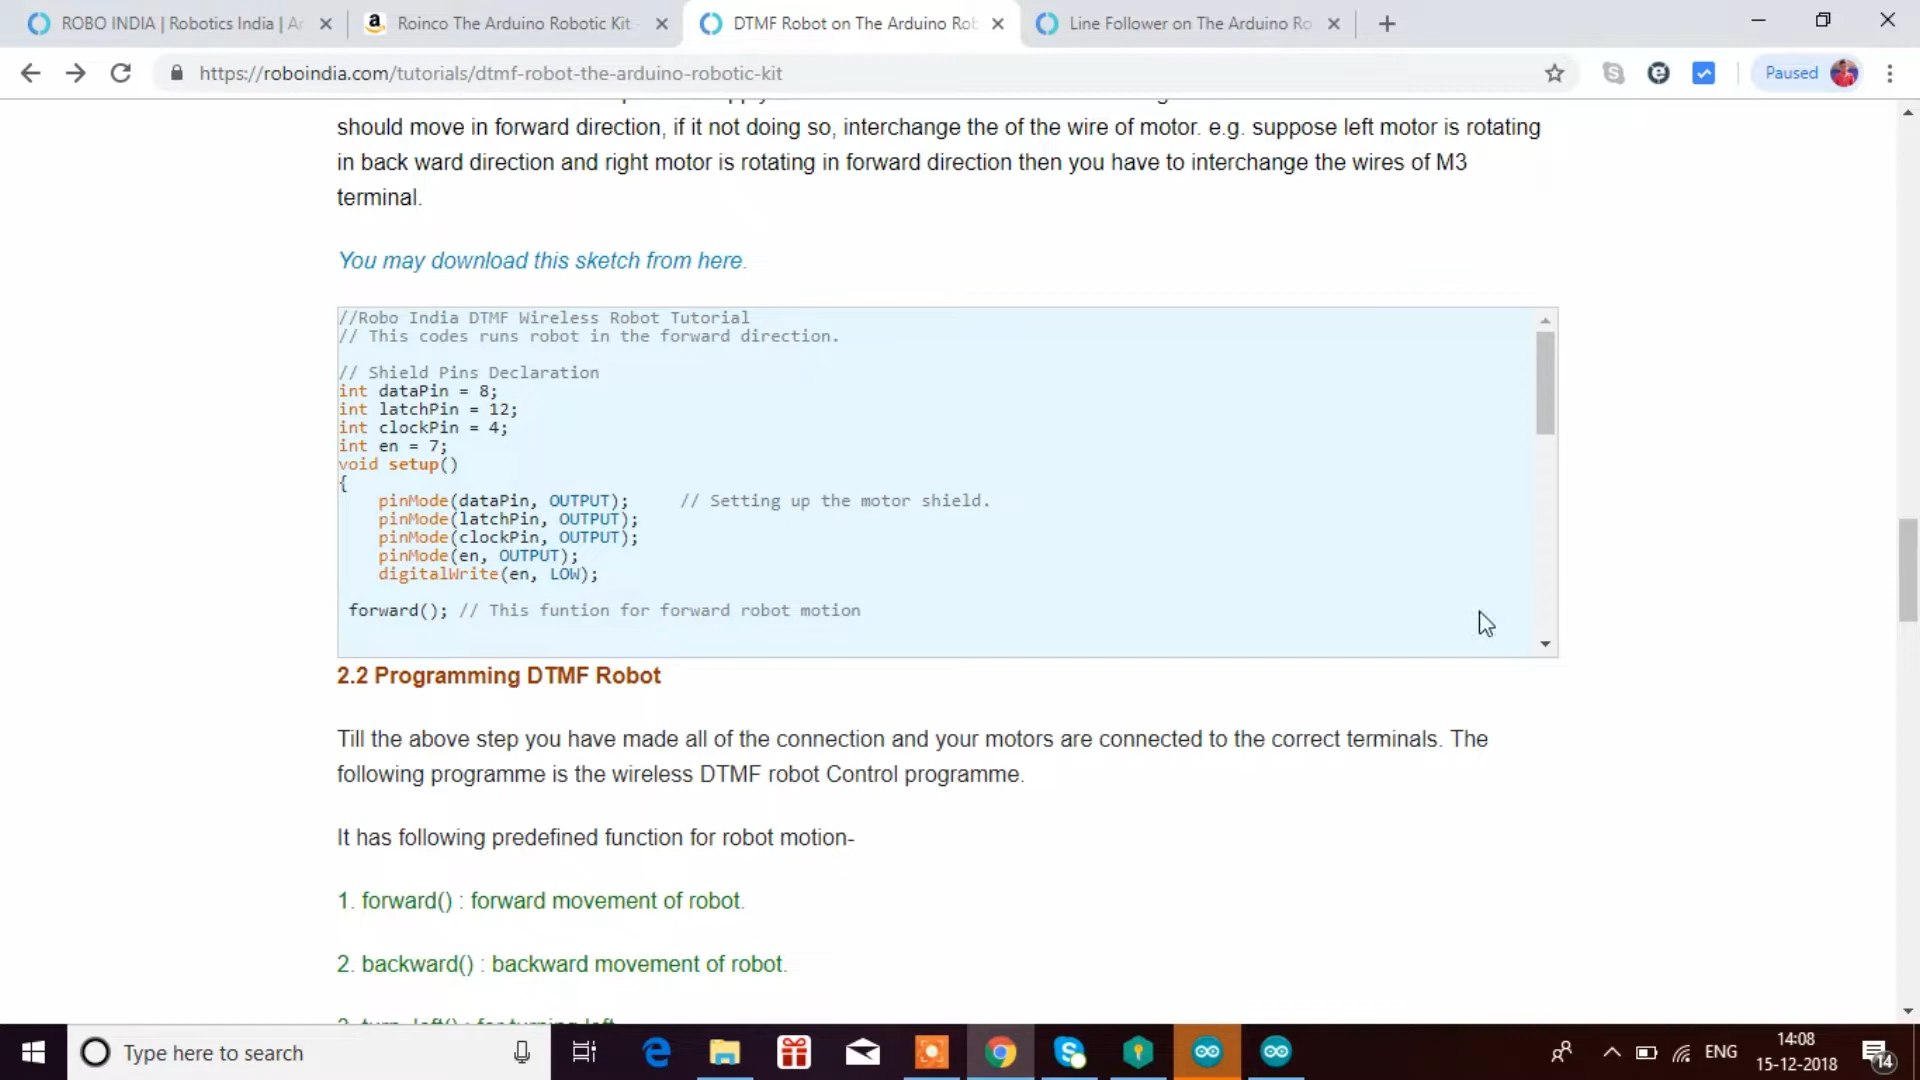 ROBO INDIA | Robotics India | Ar
Roinco The Arduino Robotic Kit -
DTMF Robot on The Arduino Rob
Line Follower on The Arduino Ro
https://roboindia.com/tutorials/dtmf-robot-the-arduino-robotic-kit
Paused
should move in forward direction, if it not doing so, interchange the of the wire of motor. e.g. suppose left motor is rotating
in back ward direction and right motor is rotating in forward direction then you have to interchange the wires of M3
terminal.
You may download this sketch from here.
//Robo India DTMF Wireless Robot Tutorial
// This codes runs robot in the forward direction.
// Shield Pins Declaration
int dataPin = 8;
int latchPin = 12;
int clockPin = 4;
int en = 7;
void setup()
{
pinMode(dataPin, OUTPUT);     // Setting up the motor shield.
pinMode(latchPin, OUTPUT);
pinMode(clockPin, OUTPUT);
pinMode(en, OUTPUT);
digitalWrite(en, LOW);
forward(); // This funtion for forward robot motion
2.2 Programming DTMF Robot
Till the above step you have made all of the connection and your motors are connected to the correct terminals. The
following programme is the wireless DTMF robot Control programme.
It has following predefined function for robot motion-
1. forward() : forward movement of robot.
2. backward() : backward movement of robot.
Type here to search
ENG
14:08
15-12-2018
14